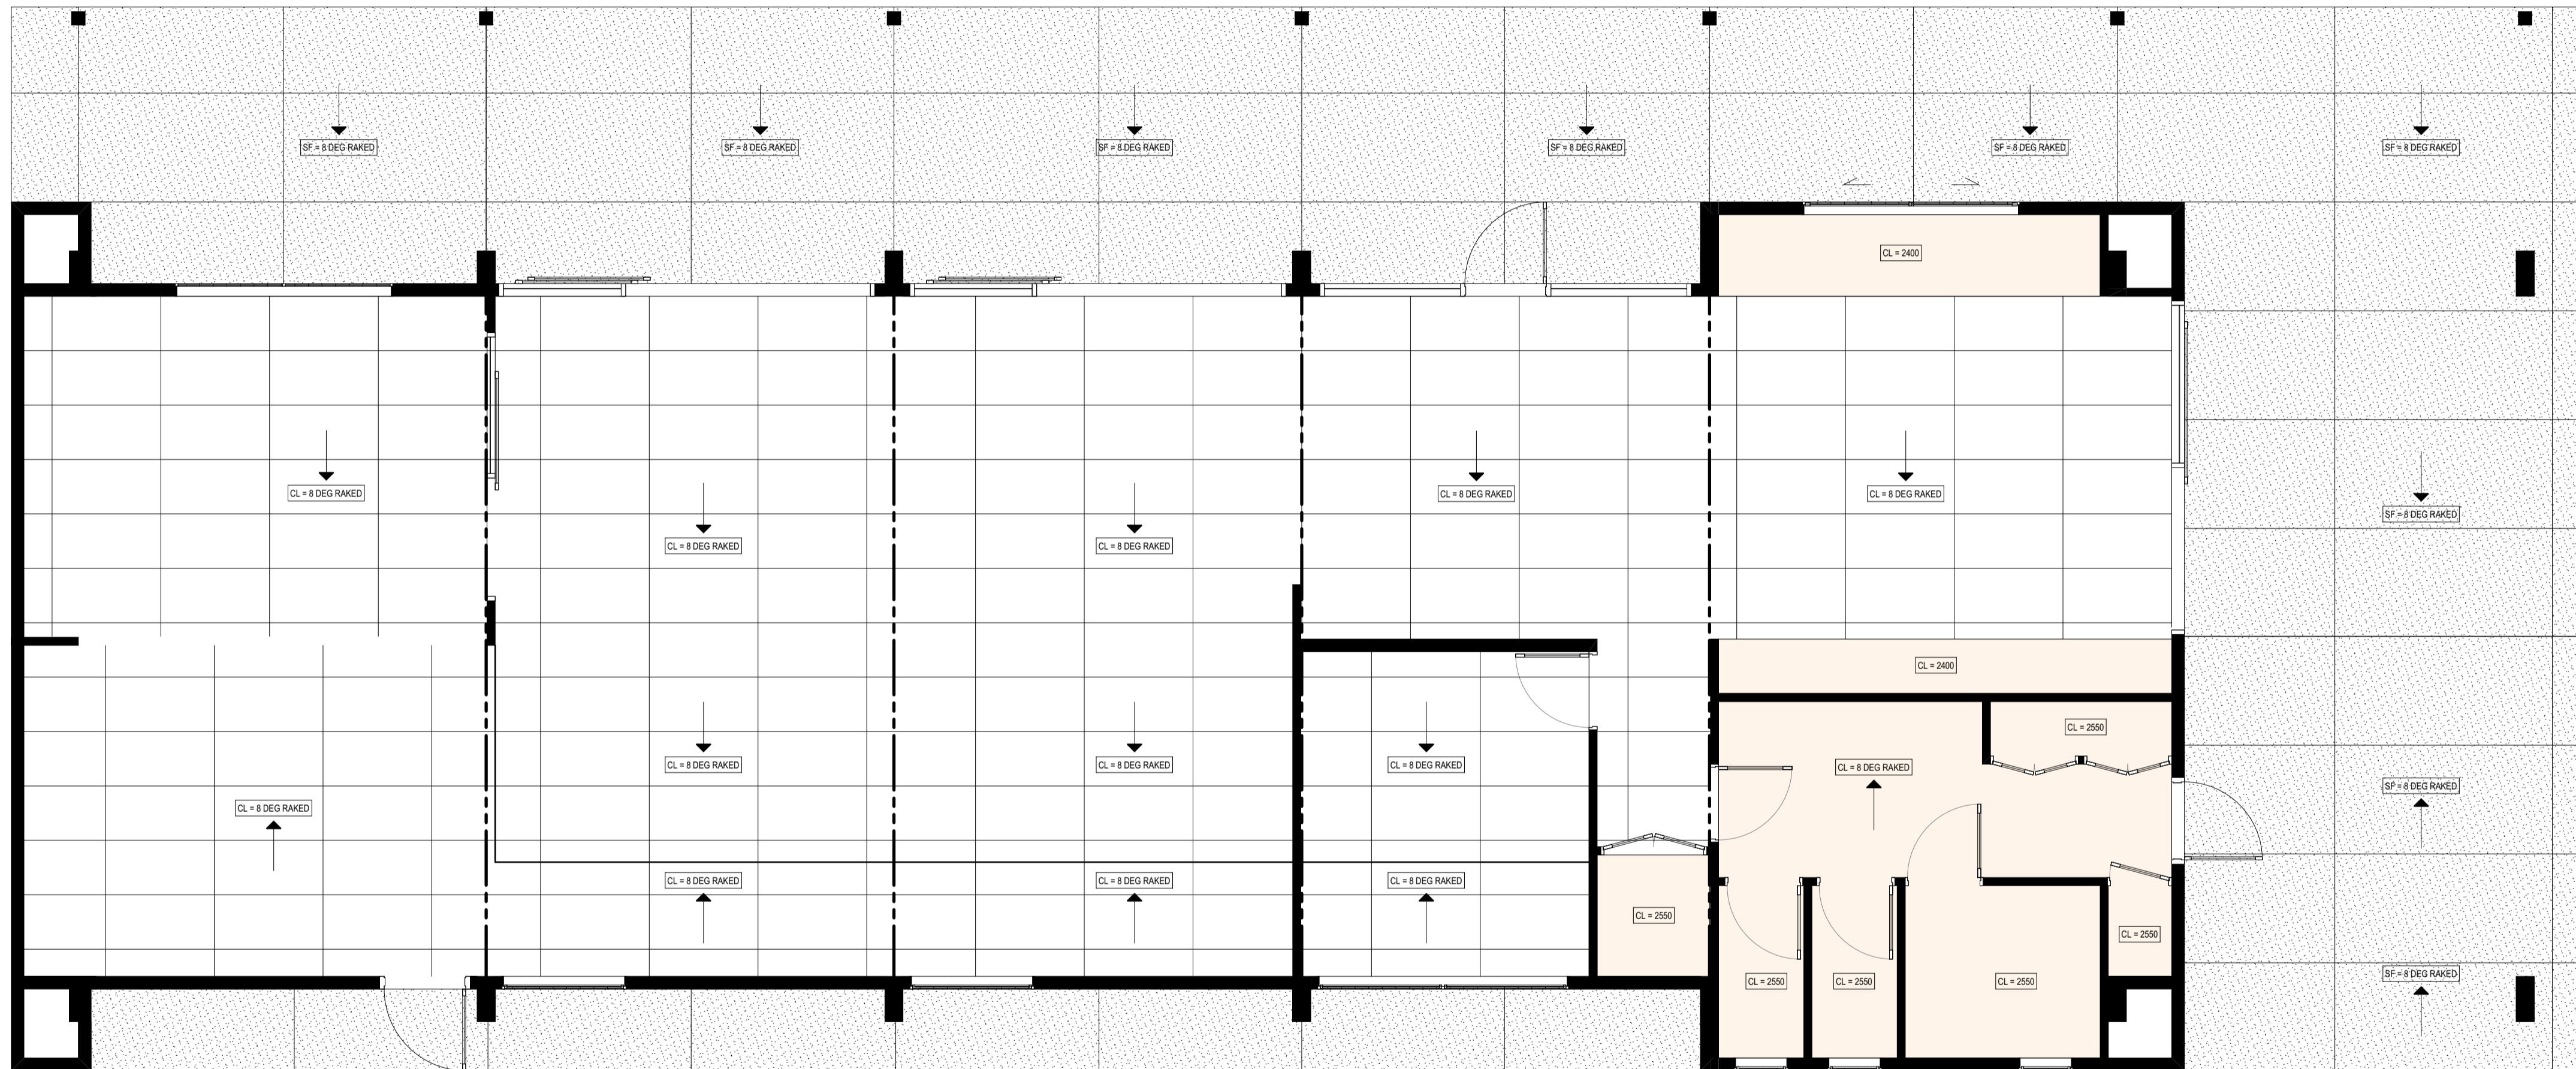 SF = 8 DEG RAKED
SF = 8 DEG RAKED
SF = 8 DEG RAKED
SF = 8 DEG RAKED
SF = 8 DEG RAKED
SF = 8 DEG RAKED
CL = 2400
CL = 8 DEG RAKED
CL = 8 DEG RAKED
CL = 8 DEG RAKED
SF = 8 DEG RAKED
CL = 8 DEG RAKED
CL = 8 DEG RAKED
CL = 2400
CL = 2550
CL = 8 DEG RAKED
CL = 8 DEG RAKED
CL = 8 DEG RAKED
CL = 8 DEG RAKED
SF = 8 DEG RAKED
CL = 8 DEG RAKED
CL = 8 DEG RAKED
CL = 8 DEG RAKED
CL = 8 DEG RAKED
CL = 2550
CL = 2550
SF = 8 DEG RAKED
CL = 2550
CL = 2550
CL = 2550